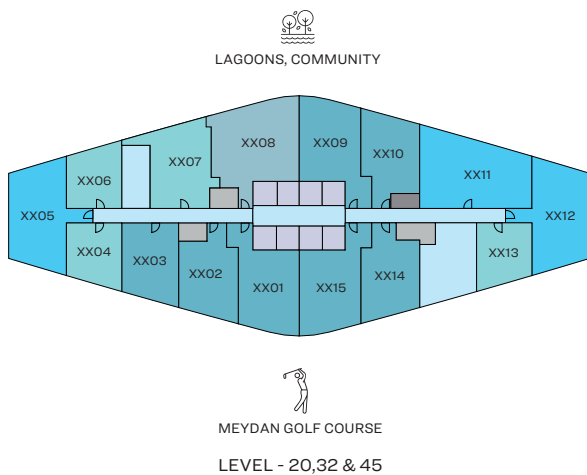 LAGOONS, COMMUNITY
XX09
XX08
XX10
XX07
XX11
XX06
XX05
XX12
XX04
XX03
XX13
XX02
XX14
XX01
XX15
MEYDAN GOLF COURSE
LEVEL - 20,32 & 45